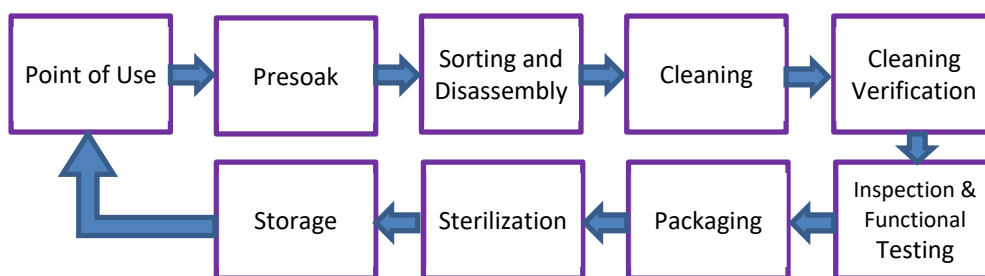 Point of Use
Presoak
Sorting and
Disassembly
Cleaning
Cleaning
Verification
Inspection &
Functional
Testing
Packaging
Sterilization
Storage